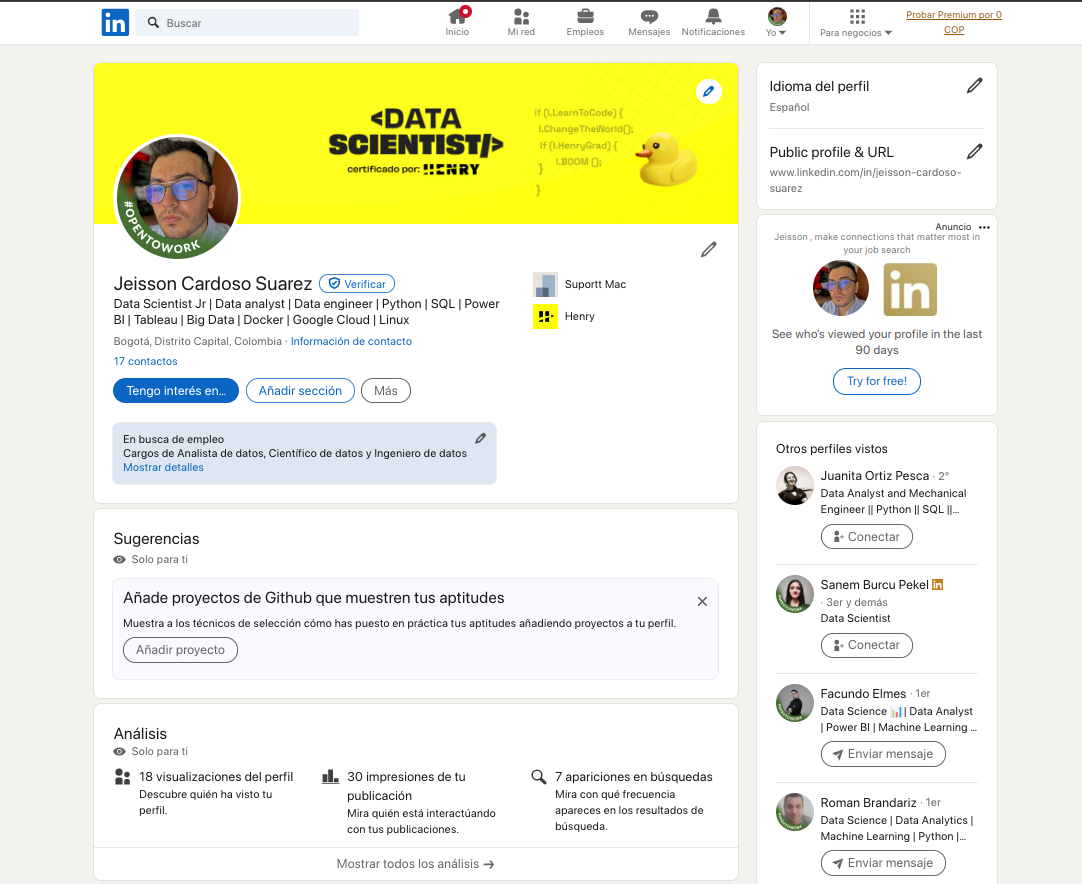 in
Buscar
Inicio
Mi red
Empleos
Mensajes
Notificaciones
Yo
Para negocios
Probar Premium por 0
COP
<DATA
SCIENTIST/>
certificado por: HENRY
if (I.LearnToCode) {
I.ChangeTheWorld();
If (I.HenryGrad) {
I.BOOM ();
}
}
#OPENTOWORK
Jeisson Cardoso Suarez
Verificar
Data Scientist Jr | Data analyst | Data engineer | Python | SQL | Power
BI | Tableau | Big Data | Docker | Google Cloud | Linux
Bogotá, Distrito Capital, Colombia · Información de contacto
17 contactos
Tengo interés en...
Añadir sección
Más
Suportt Mac
Henry
En busca de empleo
Cargos de Analista de datos, Científico de datos y Ingeniero de datos
Mostrar detalles
Sugerencias
Solo para ti
Añade proyectos de Github que muestren tus aptitudes
Muestra a los técnicos de selección cómo has puesto en práctica tus aptitudes añadiendo proyectos a tu perfil.
Añadir proyecto
Análisis
Solo para ti
18 visualizaciones del perfil
Descubre quién ha visto tu
perfil.
30 impresiones de tu
publicación
Mira quién está interactúando
con tus publicaciones.
7 apariciones en búsquedas
Mira con qué frecuencia
apareces en los resultados de
búsqueda.
Mostrar todos los análisis →
Idioma del perfil
Español
Public profile & URL
www.linkedin.com/in/jeisson-cardoso-
suarez
Anuncio
Jeisson , make connections that matter most in
your job search
in
See who's viewed your profile in the last
90 days
Try for free!
Otros perfiles vistos
Juanita Ortiz Pesca · 2°
Data Analyst and Mechanical
Engineer || Python || SQL ||...
Conectar
Sanem Burcu Pekel in
· 3er y demás
Data Scientist
Conectar
Facundo Elmes · 1er
Data Science 📊| Data Analyst
| Power BI | Machine Learning ...
Enviar mensaje
Roman Brandariz · 1er
Data Science | Data Analytics |
Machine Learning | Python |...
Enviar mensaje